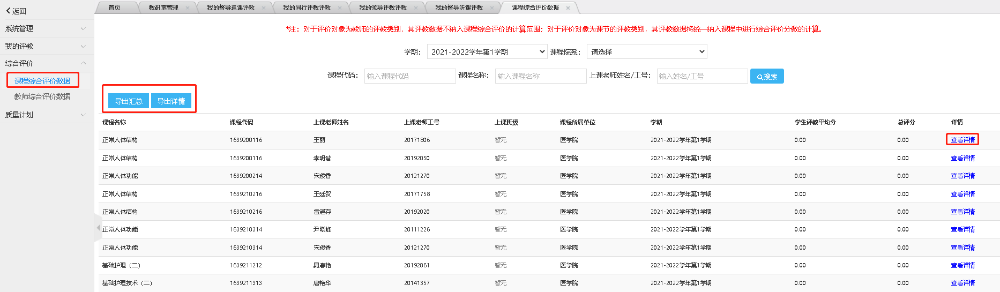 返回
首页 教研室管理 我的督导巡课评教 我的同行评教评教 我的领导评教评教 我的督导听课评教 课程综合评价数据
系统管理
我的评教
综合评价
课程综合评价数据
教师综合评价数据
质量计划
*注：对于评价对象为教师的评教类别，其评教数据不纳入课程综合评价的计算范围；对于评价对象为课节的评教类别，其评教数据将统一纳入课程中进行综合评价分数的计算。
学期： 2021-2022学年第1学期 课程院系： 请选择
课程代码： 输入课程代码 课程名称： 输入课程名称 上课老师姓名/工号： 输入姓名/工号 搜索
导出汇总 导出详情
课程名称 课程代码 上课老师姓名 上课老师工号 上课班级 课程所属单位 学期 学生评教平均分 总评分 详情
正常人体结构 1639200116 王丽 20171806 暂无 医学院 2021-2022学年第1学期 0.00 0.00 查看详情
正常人体结构 1639200116 李明慧 20192050 暂无 医学院 2021-2022学年第1学期 0.00 0.00 查看详情
正常人体功能 1639200214 宋俊香 20121270 暂无 医学院 2021-2022学年第1学期 0.00 0.00 查看详情
正常人体结构 1639210216 王廷贺 20171758 暂无 医学院 2021-2022学年第1学期 0.00 0.00 查看详情
正常人体结构 1639210216 雷存 20192020 暂无 医学院 2021-2022学年第1学期 0.00 0.00 查看详情
正常人体功能 1639210314 尹晓峰 20111226 暂无 医学院 2021-2022学年第1学期 0.00 0.00 查看详情
正常人体功能 1639210314 宋俊香 20121270 暂无 医学院 2021-2022学年第1学期 0.00 0.00 查看详情
基础护理（二） 1639211212 晁春艳 20192061 暂无 医学院 2021-2022学年第1学期 0.00 0.00 查看详情
基础护理技术（二） 1639211313 唐艳华 20141357 暂无 医学院 2021-2022学年第1学期 0.00 0.00 查看详情